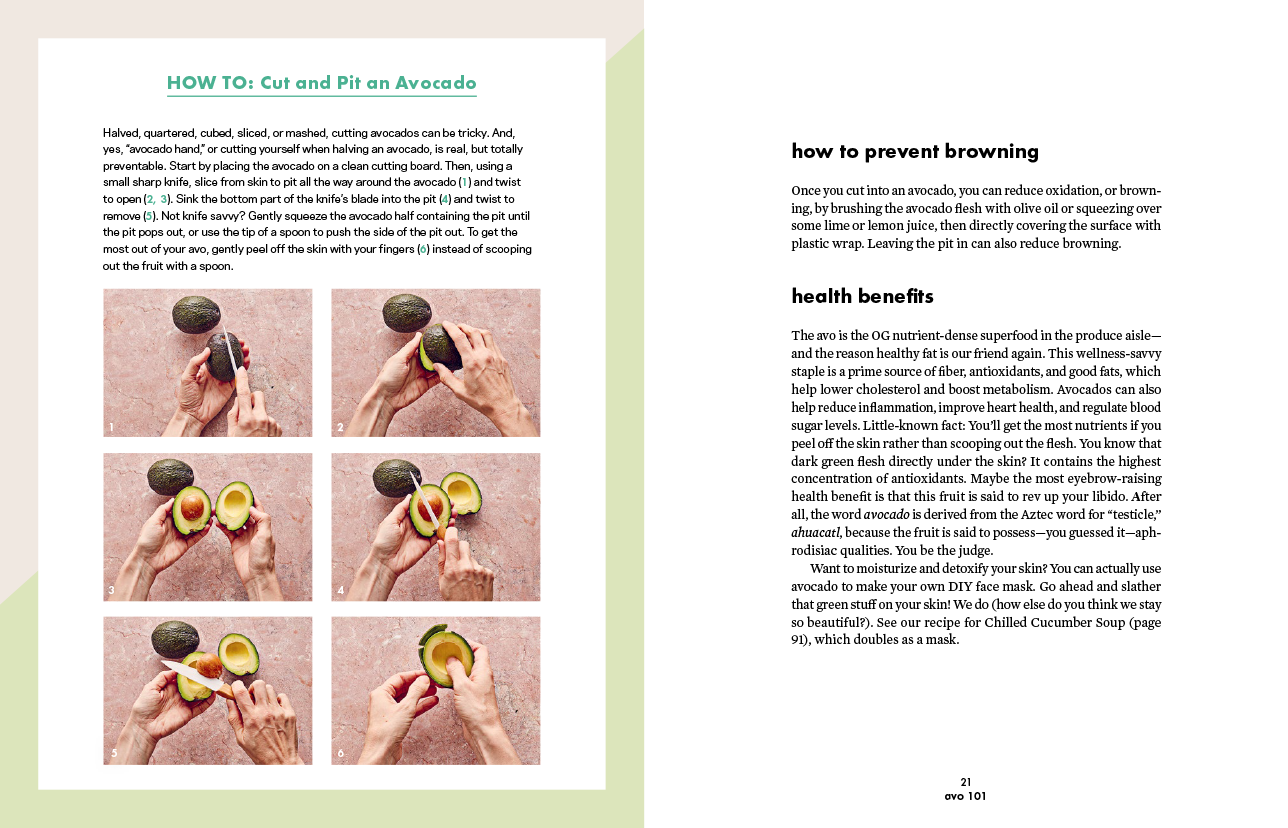 HOW TO: Cut and Pit an Avocado
Halved, quartered, cubed, sliced, or mashed, cutting avocados can be tricky. And,
yes, “avocado hand,” or cutting yourself when halving an avocado, is real, but totally
preventable. Start by placing the avocado on a clean cutting board. Then, using a
small sharp knife, slice from skin to pit all the way around the avocado (1) and twist
to open (2, 3). Sink the bottom part of the knife’s blade into the pit (4) and twist to
remove (5). Not knife savvy? Gently squeeze the avocado half containing the pit until
the pit pops out, or use the tip of a spoon to push the side of the pit out. To get the
most out of your avo, gently peel off the skin with your fingers (6) instead of scooping
out the fruit with a spoon.
1
2
3
4
5
6
how to prevent browning
Once you cut into an avocado, you can reduce oxidation, or brown-
ing, by brushing the avocado flesh with olive oil or squeezing over
some lime or lemon juice, then directly covering the surface with
plastic wrap. Leaving the pit in can also reduce browning.
health benefits
The avo is the OG nutrient-dense superfood in the produce aisle—
and the reason healthy fat is our friend again. This wellness-savvy
staple is a prime source of fiber, antioxidants, and good fats, which
help lower cholesterol and boost metabolism. Avocados can also
help reduce inflammation, improve heart health, and regulate blood
sugar levels. Little-known fact: You’ll get the most nutrients if you
peel off the skin rather than scooping out the flesh. You know that
dark green flesh directly under the skin? It contains the highest
concentration of antioxidants. Maybe the most eyebrow-raising
health benefit is that this fruit is said to rev up your libido. After
all, the word avocado is derived from the Aztec word for “testicle,”
ahuacatl, because the fruit is said to possess—you guessed it—aph-
rodisiac qualities. You be the judge.
Want to moisturize and detoxify your skin? You can actually use
avocado to make your own DIY face mask. Go ahead and slather
that green stuff on your skin! We do (how else do you think we stay
so beautiful?). See our recipe for Chilled Cucumber Soup (page
91), which doubles as a mask.
21
avo 101